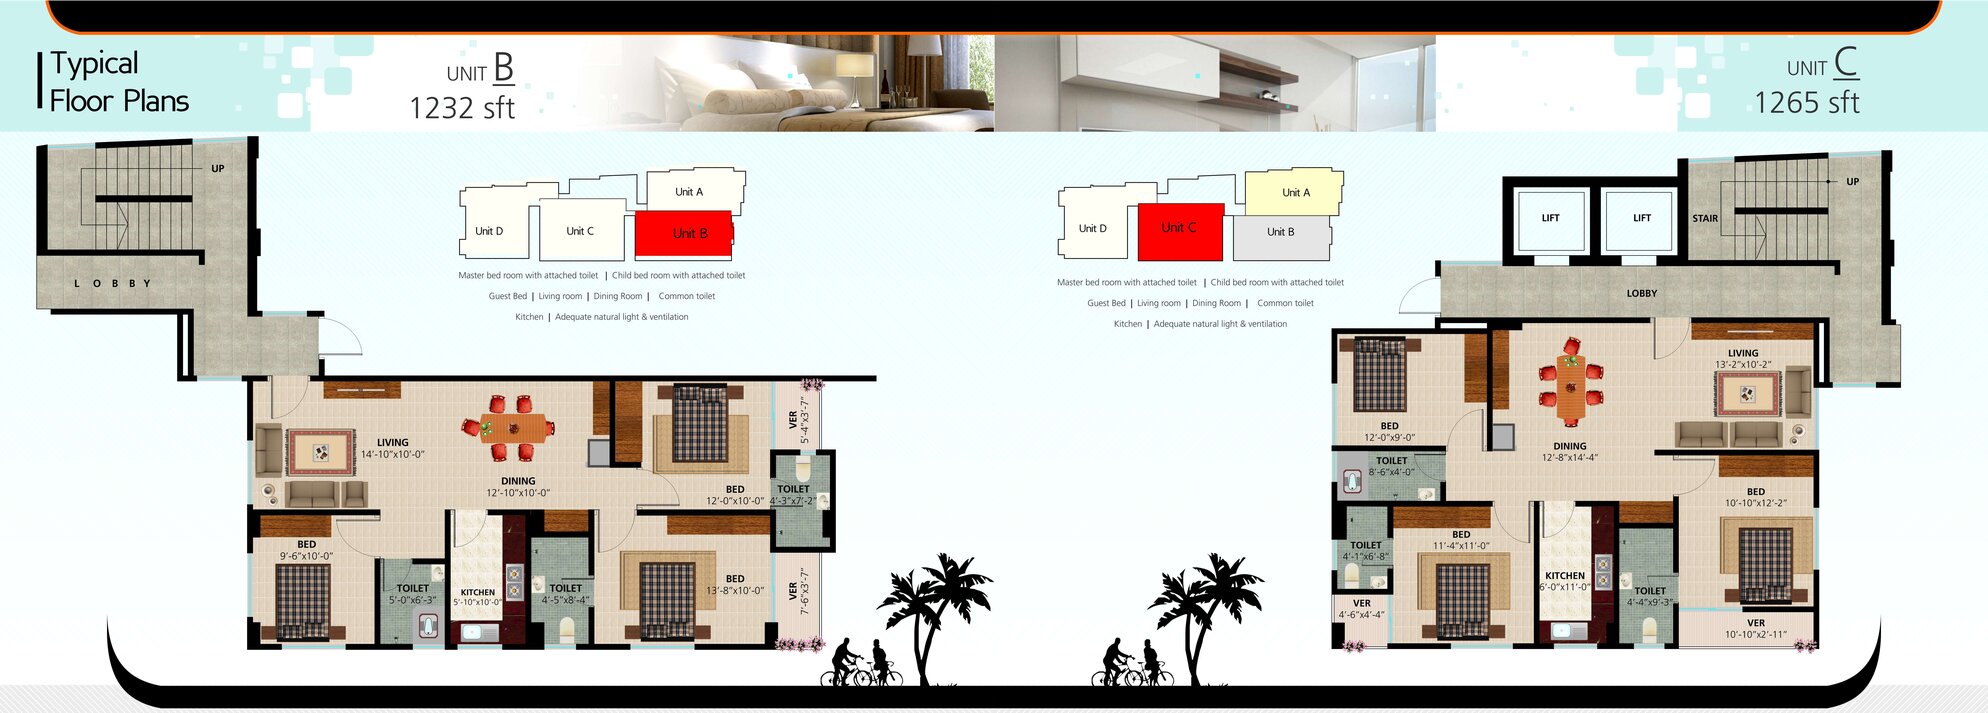 Typical
Floor Plans
UNIT B
1232 sft
UNIT C
1265 sft
UP
L O B B Y
Unit A
Unit D
Unit C
Unit B
Master bed room with attached toilet | Child bed room with attached toilet
Guest Bed | Living room | Dining Room | Common toilet
Kitchen | Adequate natural light & ventilation
LIVING
14'-10"x10'-0"
DINING
12'-10"x10'-0"
BED
12'-0"x10'-0"
VER
5'-4"x3'-7"
TOILET
4'-3"x7'-2"
BED
9'-6"x10'-0"
TOILET
5'-0"x6'-3"
KITCHEN
5'-10"x10'-0"
TOILET
4'-5"x8'-4"
BED
13'-8"x10'-0"
VER
7'-6"x3'-7"
Unit A
Unit D
Unit C
Unit B
Master bed room with attached toilet | Child bed room with attached toilet
Guest Bed | Living room | Dining Room | Common toilet
Kitchen | Adequate natural light & ventilation
LIFT
LIFT
STAIR
UP
LOBBY
LIVING
13'-2"x10'-2"
BED
12'-0"x9'-0"
DINING
12'-8"x14'-4"
TOILET
8'-6"x4'-0"
BED
10'-10"x12'-2"
TOILET
4'-1"x6'-8"
BED
11'-4"x11'-0"
KITCHEN
6'-0"x11'-0"
TOILET
4'-4"x9'-3"
VER
4'-6"x4'-4"
VER
10'-10"x2'-11"